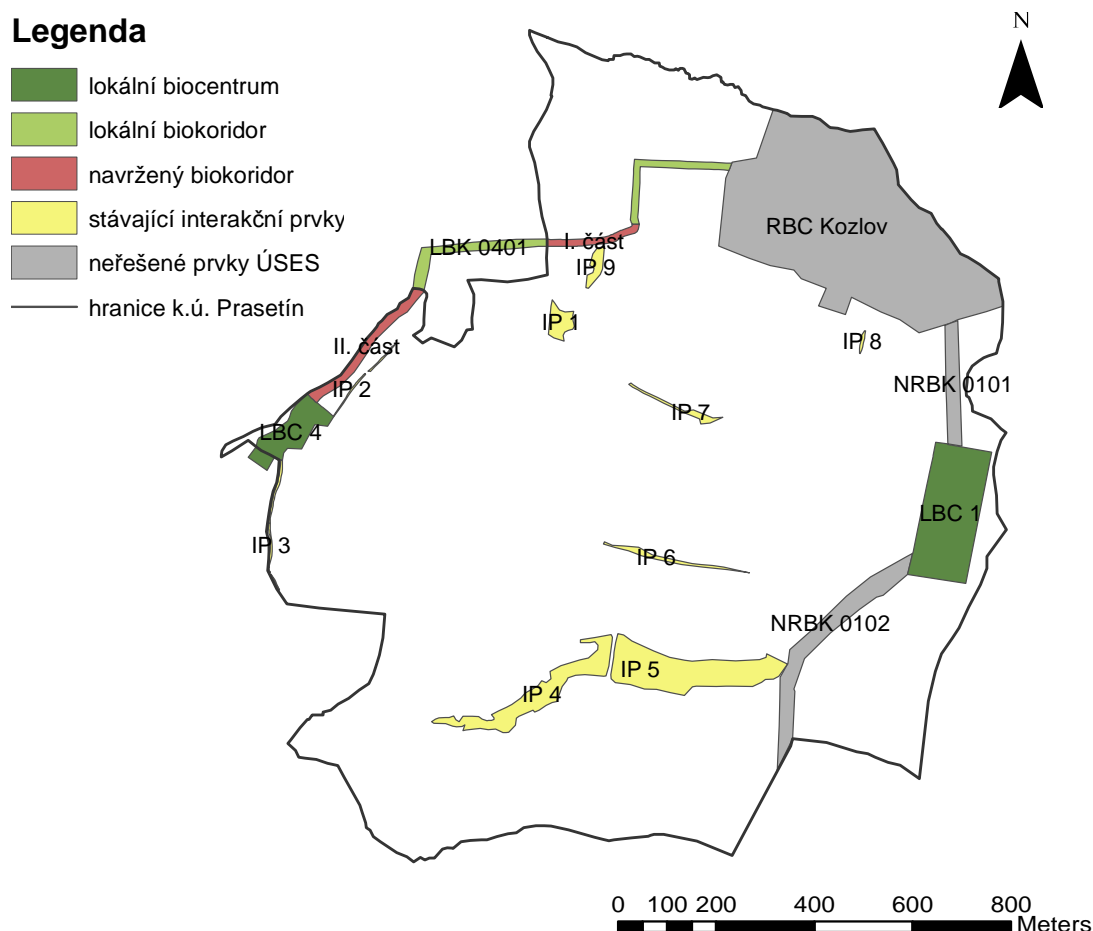 Legenda
lokální biocentrum
lokální biokoridor
navržený biokoridor
stávající interakční prvky
neřešené prvky ÚSES
hranice k.ú. Prasetín
N
RBC Kozlov
LBK 0401
I. část
IP 9
IP 1
IP 8
II. část
NRBK 0101
IP 2
IP 7
LBC 4
LBC 1
IP 3
IP 6
NRBK 0102
IP 5
IP 4
0 100 200 400 600 800
Meters